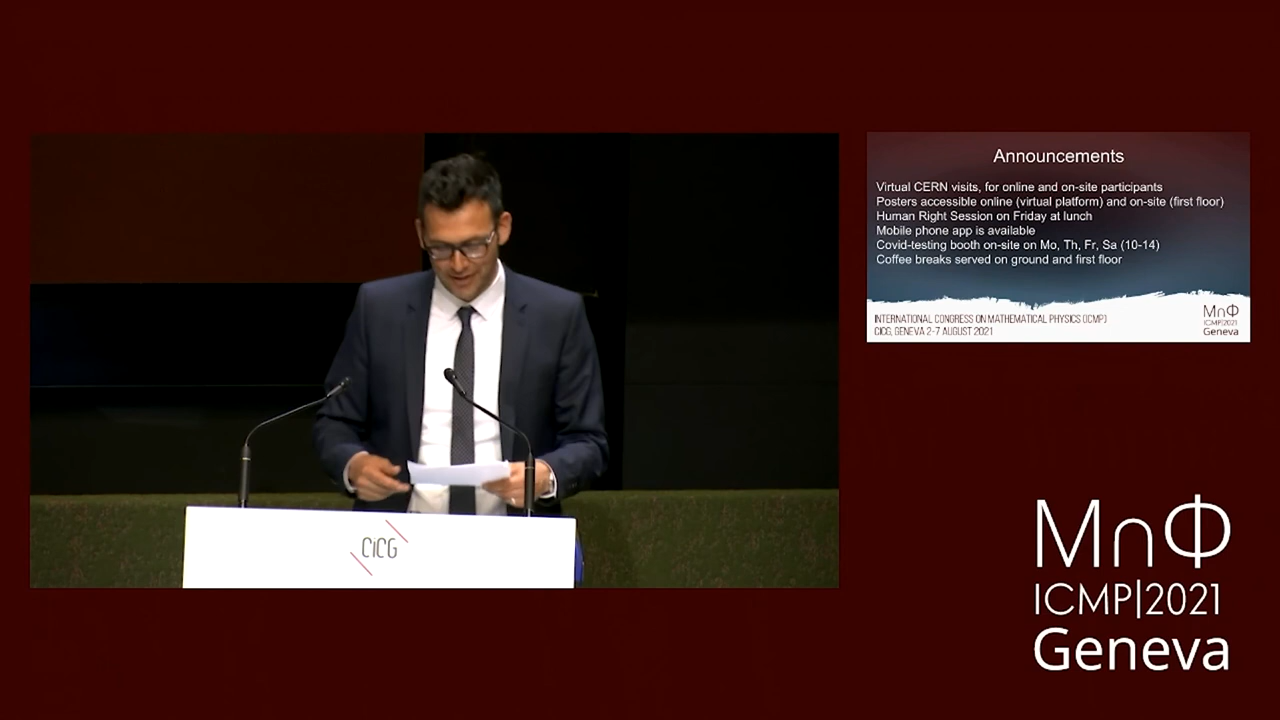 Announcements
Virtual CERN visits, for online and on-site participants
Posters accessible online (virtual platform) and on-site (first floor)
Human Right Session on Friday at lunch
Mobile phone app is available
Covid-testing booth on-site on Mo, Th, Fr, Sa (10-14)
Coffee breaks served on ground and first floor
INTERNATIONAL CONGRESS ON MATHEMATICAL PHYSICS (ICMP)
CICG, GENEVA 2-7 AUGUST 2021
M∩Φ
ICMP|2021
Geneva
CiCG
M∩Φ
ICMP|2021
Geneva